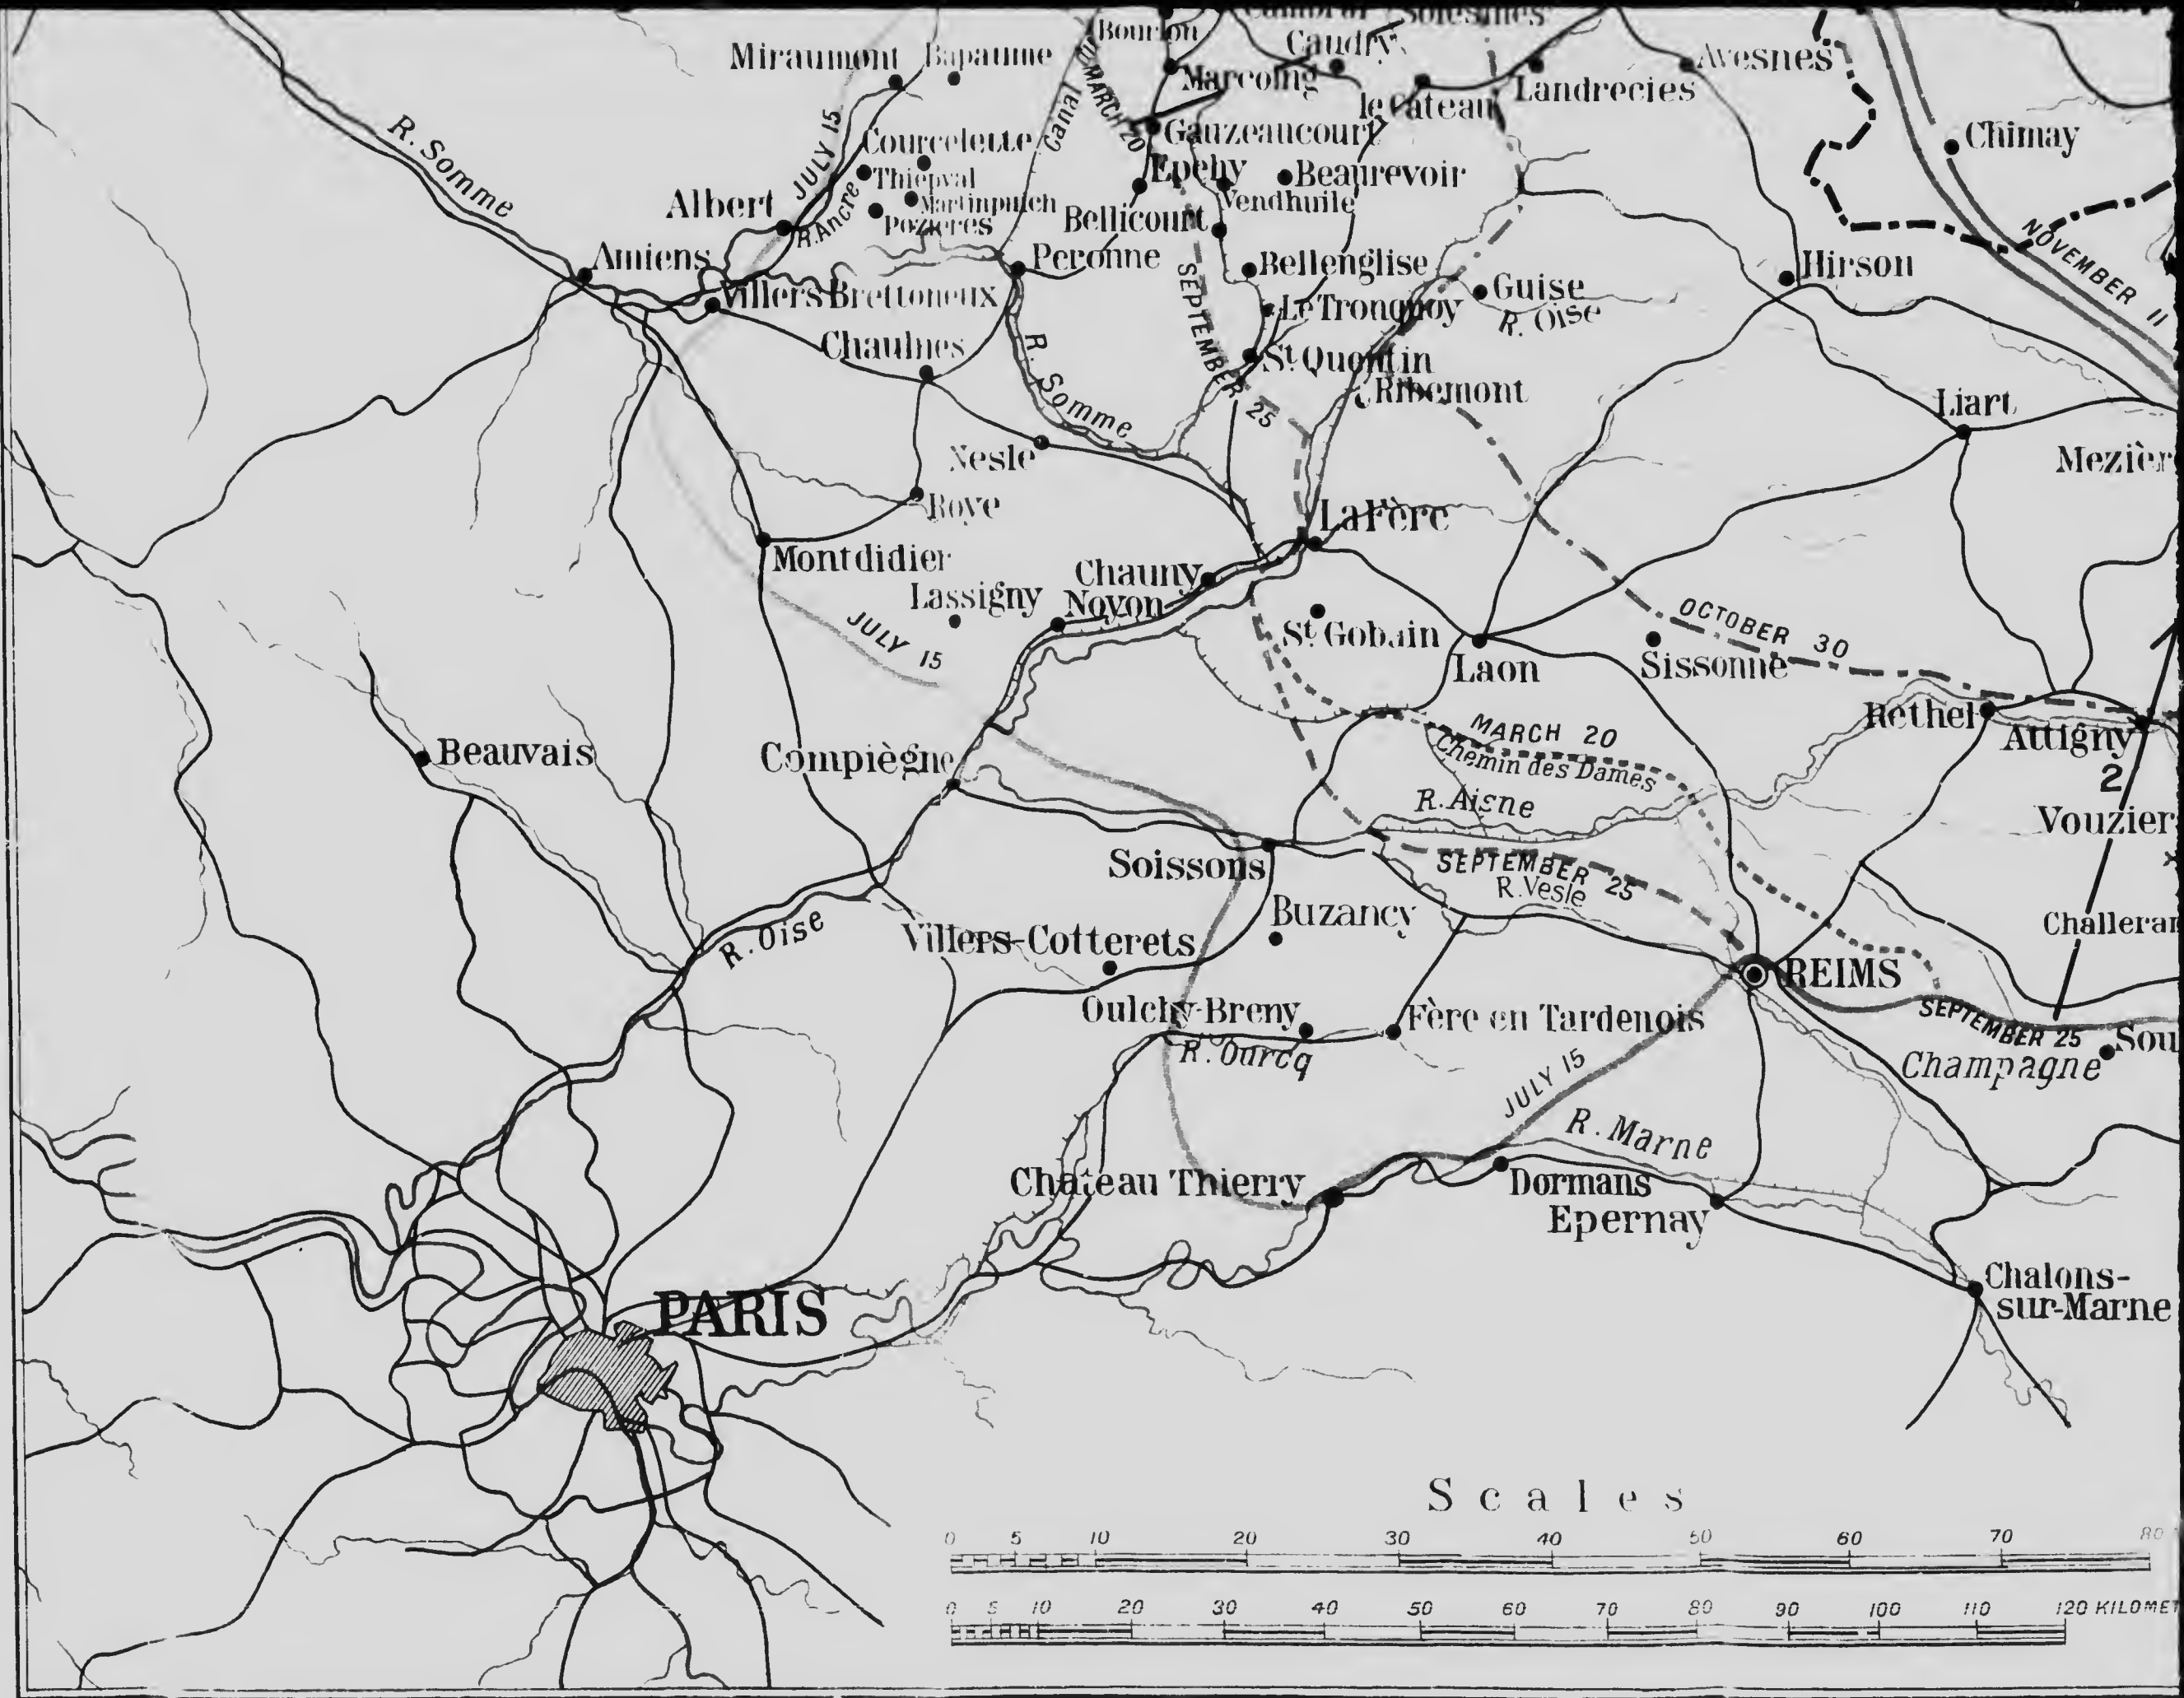 Bourlon
Solesmes
Miraumont
Bapaume
Caudry
Avesnes
Marcoing
le Cateau
Landrecies
Canal du
MARCH 20
R. Somme
JULY 15
Courcelette
Gauzeaucourt
Chimay
Thiepval
Epehy
Beaurevoir
Albert
R. Ancre
Martinpuich
Vendhuile
Pozieres
Bellicourt
Amiens
Peronne
Bellenglise
Hirson
NOVEMBER 11
Villers Brettoneux
SEPTEMBER 25
Guise
Le Tronquoy
R. Oise
Chaulnes
R. Somme
St Quentin
Ribemont
Liart
Nesle
Roye
La Fère
Montdidier
Chauny
Lassigny
Noyon
JULY 15
St Gobain
OCTOBER 30
Laon
Sissonne
Rethel
Attigny
Beauvais
Compiègne
MARCH 20
Chemin des Dames
2
R. Aisne
Soissons
SEPTEMBER 25
R. Vesle
Buzancy
R. Oise
Villers-Cotterets
REIMS
Oulchy-Breny
Fère en Tardenois
SEPTEMBER 25
R. Ourcq
Champagne
JULY 15
R. Marne
Chateau Thierry
Dormans
Epernay
Chalons-
sur-Marne
PARIS
Scales
0 5 10 20 30 40 50 60 70 80
0 5 10 20 30 40 50 60 70 80 90 100 110 120 KILOMET